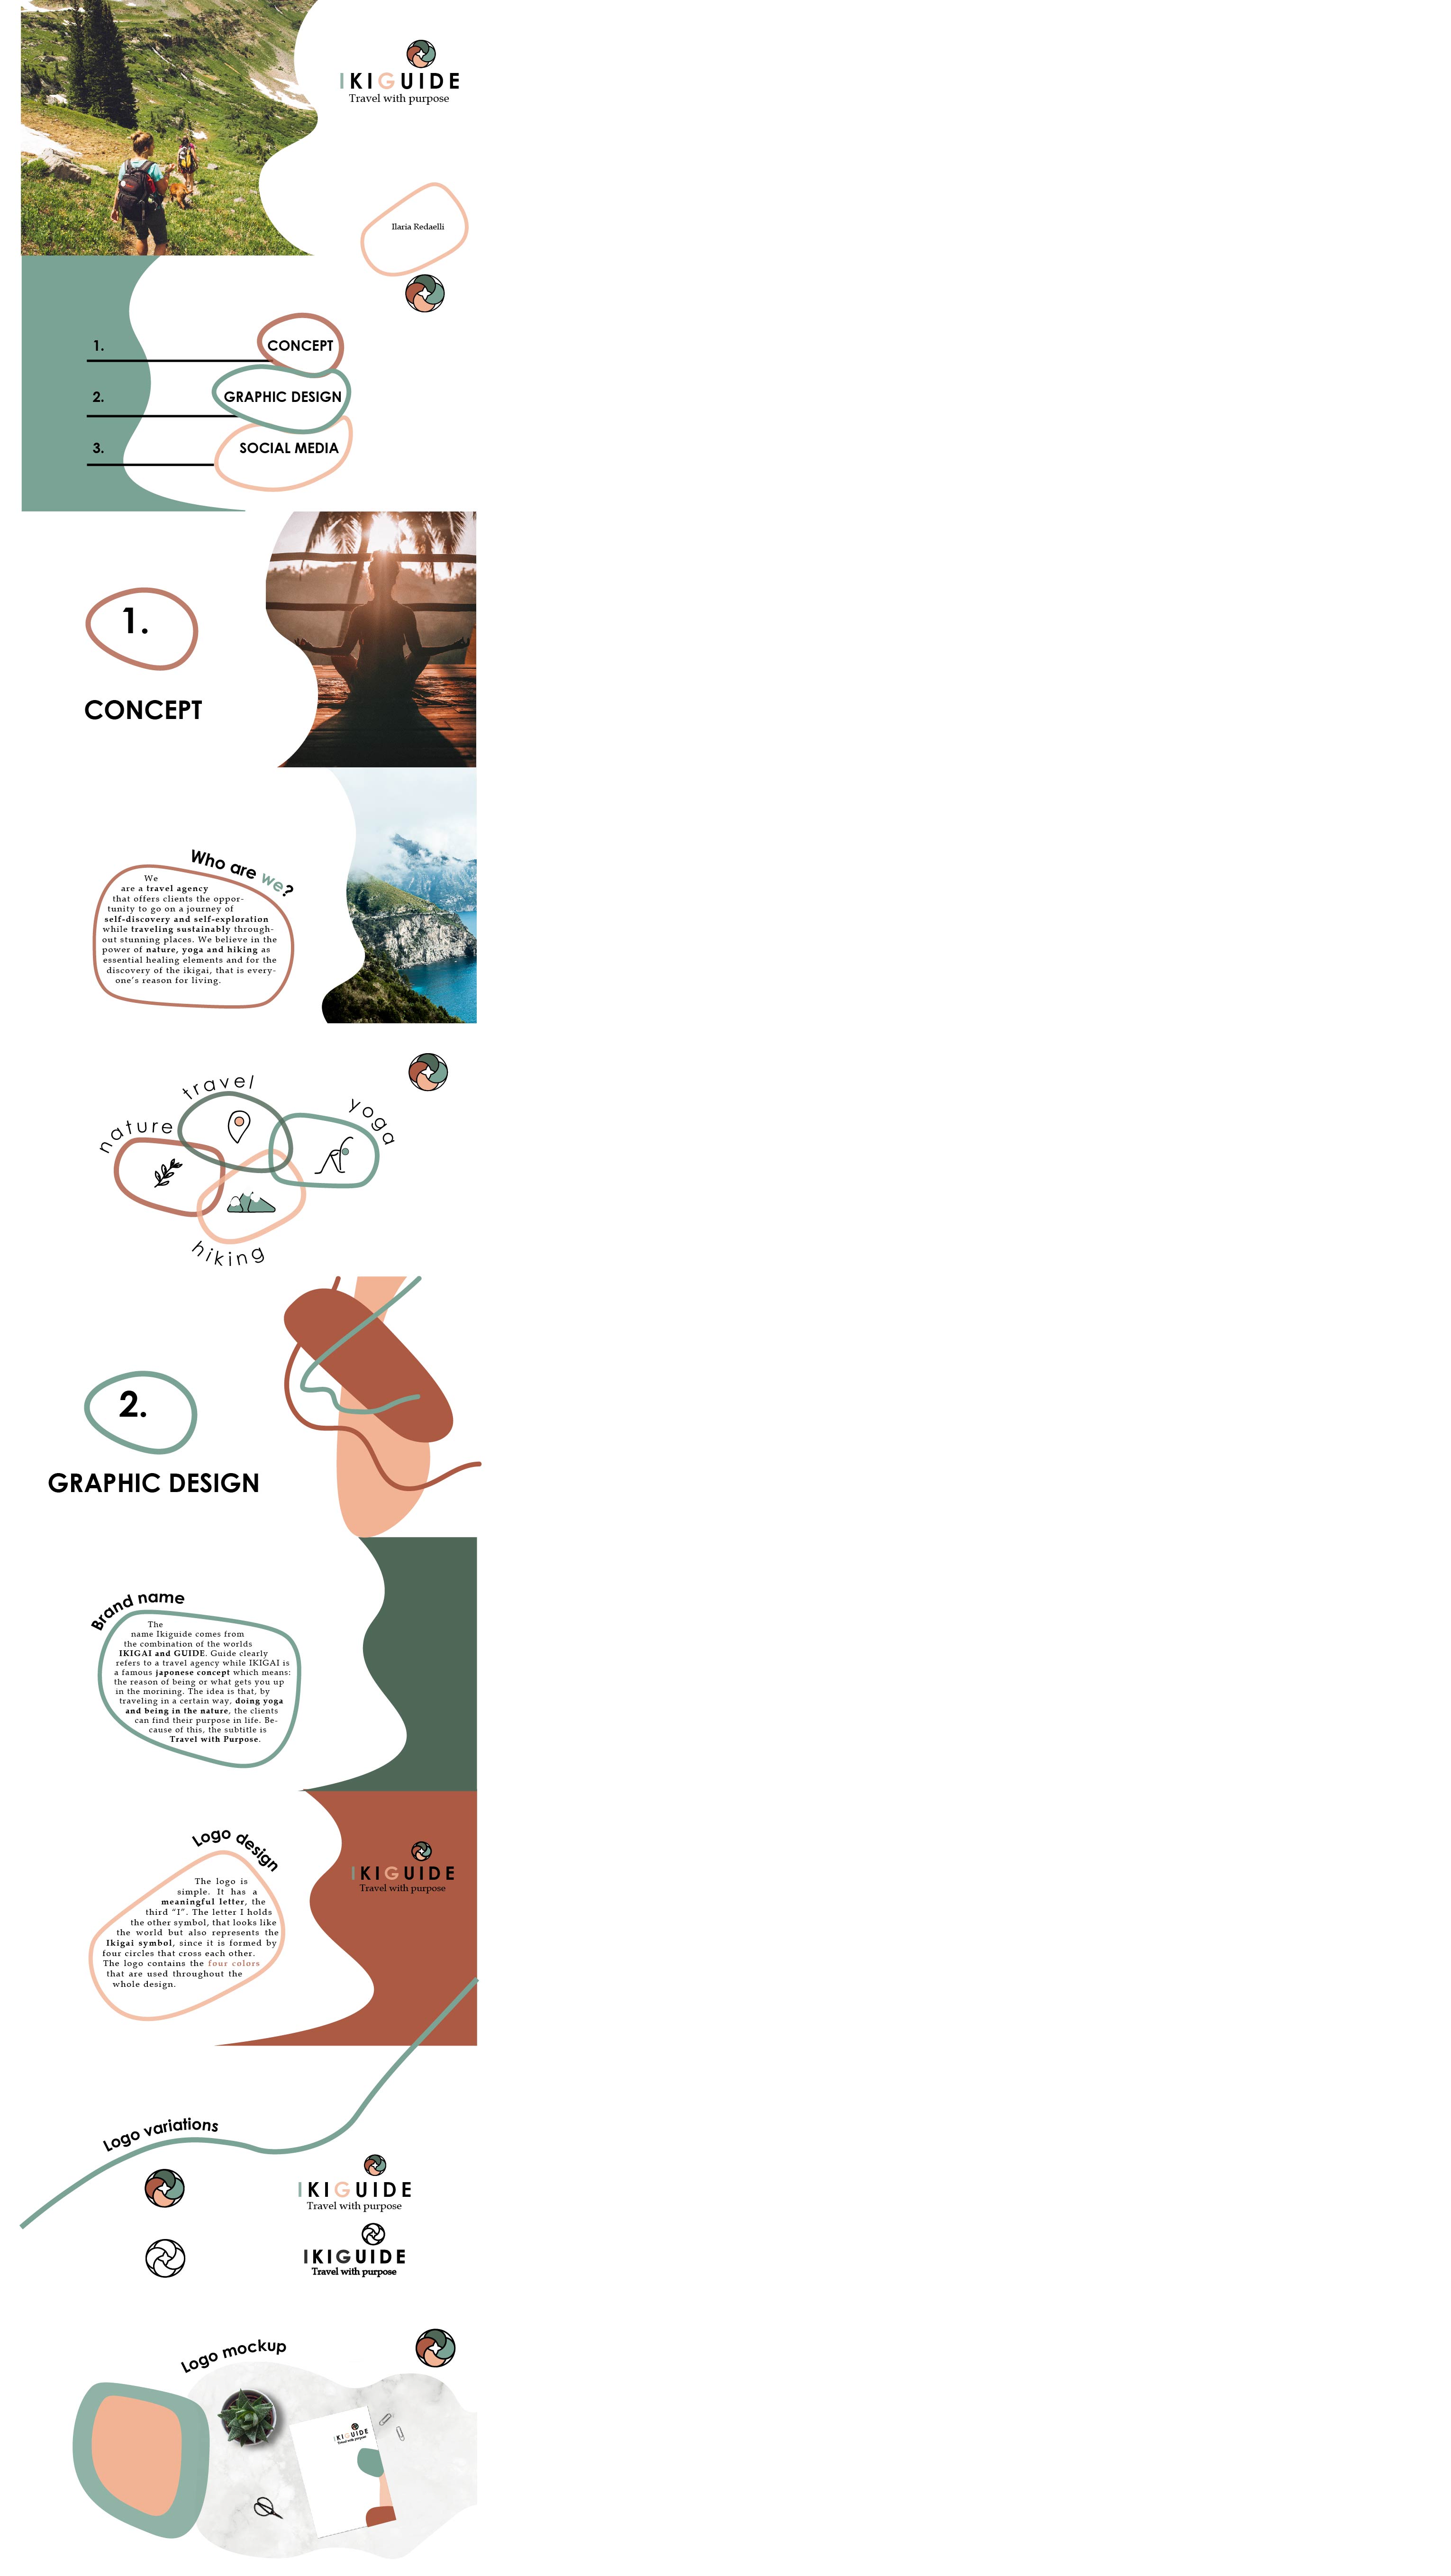 IKIGUIDE
Travel with purpose
Ilaria Redaelli
1.
CONCEPT
2.
GRAPHIC DESIGN
3.
SOCIAL MEDIA
1.
CONCEPT
Who are we?
We
are a travel agency
that offers clients the oppor-
tunity to go on a journey of
self-discovery and self-exploration
while traveling sustainably through-
out stunning places. We believe in the
power of nature, yoga and hiking as
essential healing elements and for the
discovery of the ikigai, that is every-
one's reason for living.
travel
yoga
nature
hiking
2.
GRAPHIC DESIGN
Brand name
The
name Ikiguide comes from
the combination of the worlds
IKIGAI and GUIDE. Guide clearly
refers to a travel agency while IKIGAI is
a famous japonese concept which means:
the reason of being or what gets you up
in the morining. The idea is that, by
traveling in a certain way, doing yoga
and being in the nature, the clients
can find their purpose in life. Be-
cause of this, the subtitle is
Travel with Purpose.
Logo design
IKIGUIDE
Travel with purpose
The logo is
simple. It has a
meaningful letter, the
third “I”. The letter I holds
the other symbol, that looks like
the world but also represents the
Ikigai symbol, since it is formed by
four circles that cross each other.
The logo contains the four colors
that are used throughout the
whole design.
Logo variations
IKIGUIDE
Travel with purpose
IKIGUIDE
Travel with purpose
Logo mockup
IKIGUIDE
Travel with purpose